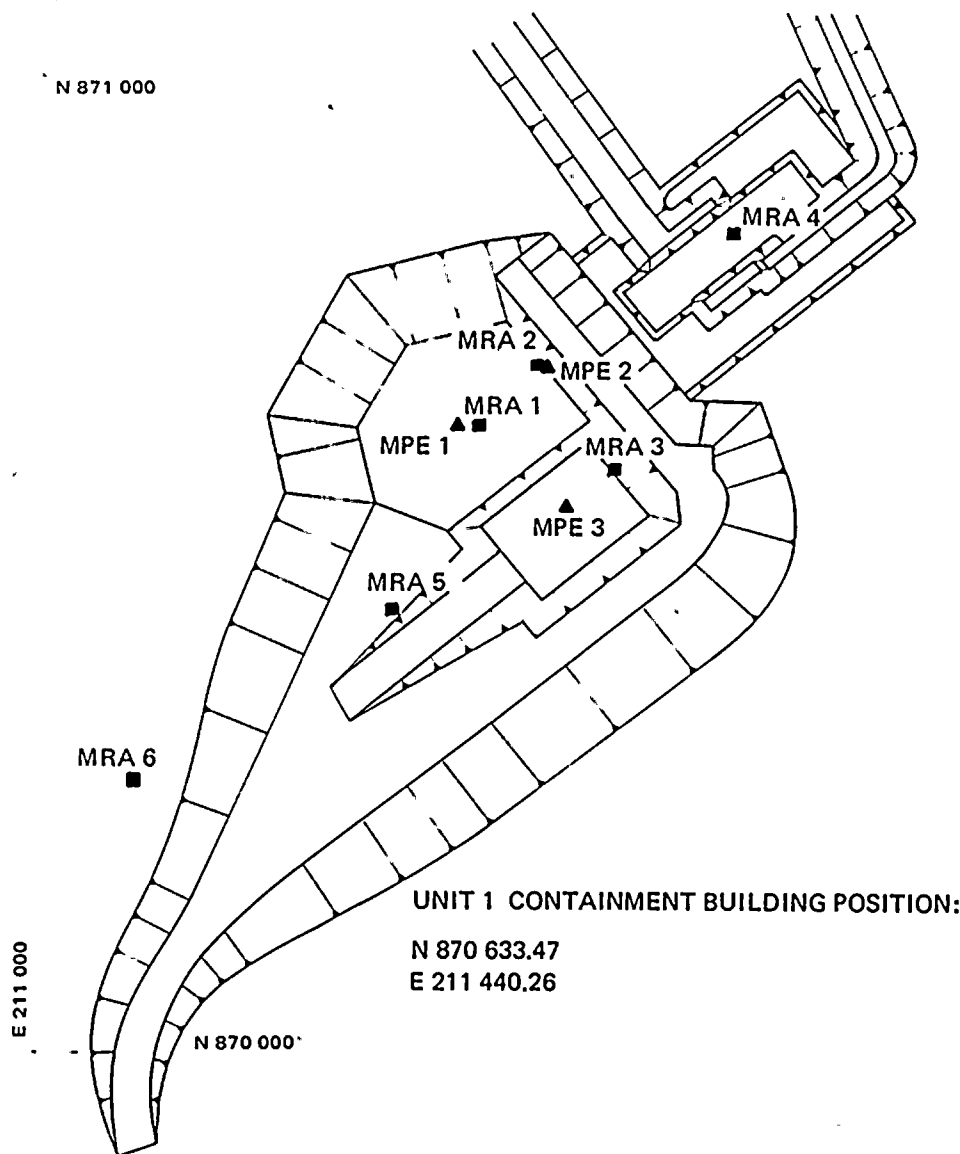 N 871 000
MRA 4
MRA 2
MPE 2
MRA 1
MPE 1
MRA 3
MPE 3
MRA 5
MRA 6
UNIT 1 CONTAINMENT BUILDING POSITION:
N 870 633.47
E 211 440.26
E 211 000
N 870 000